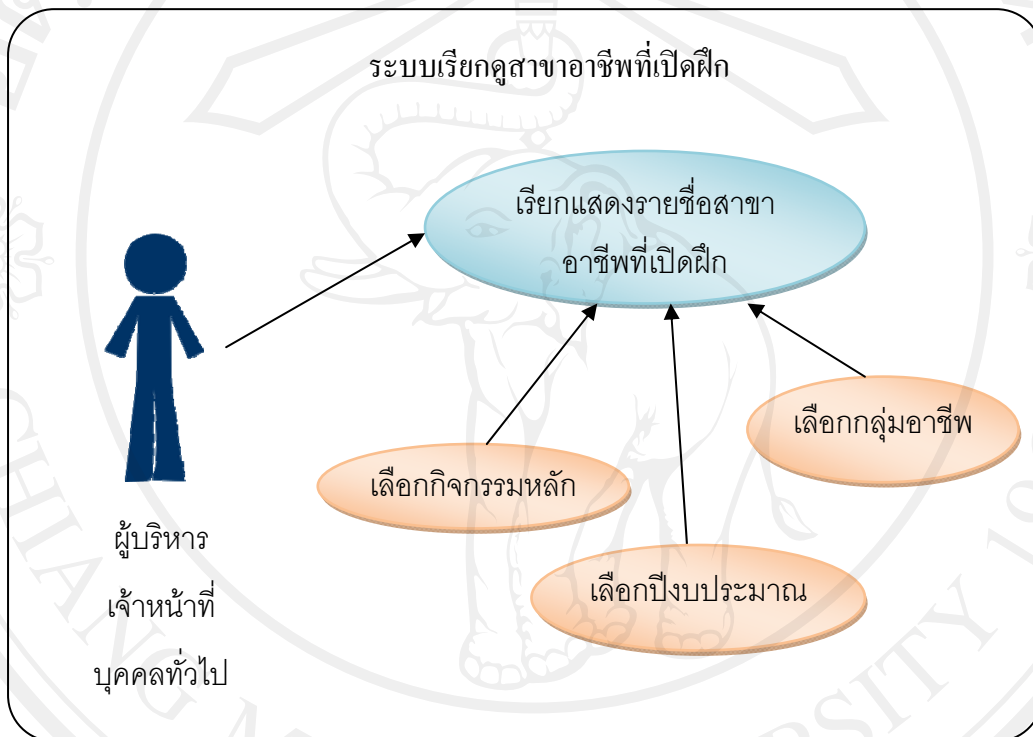 ระบบเรียกดูสาขาอาชีพที่เปิดฝึก
เรียกแสดงรายชื่อสาขา
อาชีพที่เปิดฝึก
เลือกกลุ่มอาชีพ
เลือกกิจกรรมหลัก
เลือกปีงบประมาณ
ผู้บริหาร
เจ้าหน้าที่
บุคคลทั่วไป
CHIANG M
RSITY 19